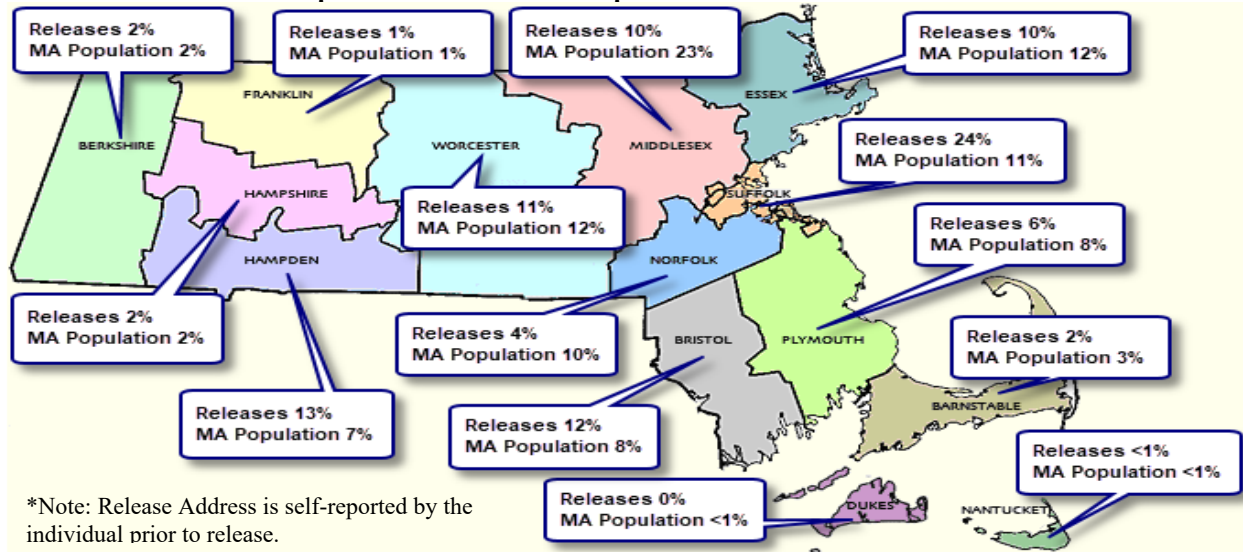 Releases 2%
MA Population 2%
Releases 1%
MA Population 1%
Releases 10%
MA Population 23%
Releases 10%
MA Population 12%
FRANKLIN
ESSEX
BERKSHIRE
WORCESTER
MIDDLESEX
Releases 24%
MA Population 11%
HAMPSHIRE
SUFFOLK
Releases 11%
MA Population 12%
Releases 6%
MA Population 8%
HAMPDEN
NORFOLK
Releases 2%
MA Population 2%
Releases 4%
MA Population 10%
BRISTOL
PLYMOUTH
Releases 2%
MA Population 3%
Releases 13%
MA Population 7%
Releases 12%
MA Population 8%
BARNSTABLE
Releases <1%
MA Population <1%
*Note: Release Address is self-reported by the
individual prior to release.
Releases 0%
MA Population <1%
DUKES
NANTUCKET